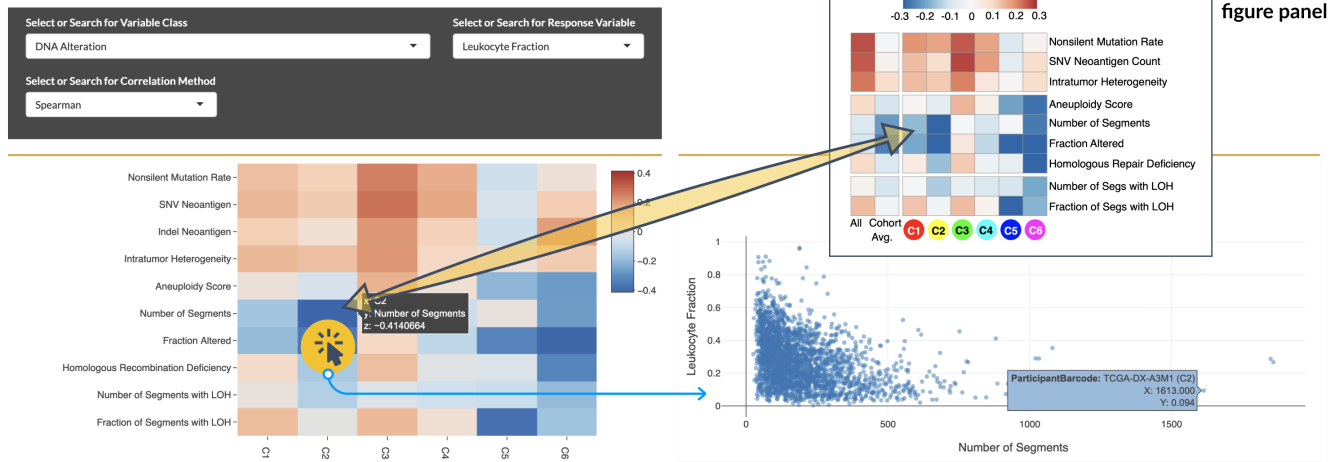 Select or Search for Variable Class
DNA Alteration
Select or Search for Response Variable
Leukocyte Fraction
Select or Search for Correlation Method
Spearman
figure panel
-0.3 -0.2 -0.1 0 0.1 0.2 0.3
Nonsilent Mutation Rate
SNV Neoantigen Count
Intratumor Heterogeneity
Aneuploidy Score
Number of Segments
Fraction Altered
Homologous Repair Deficiency
Number of Segs with LOH
Fraction of Segs with LOH
All Cohort Avg. C1 C2 C3 C4 C5 C6
Nonsilent Mutation Rate
SNV Neoantigen
Indel Neoantigen
Intratumor Heterogeneity
Aneuploidy Score
Number of Segments
Fraction Altered
Homologous Recombination Deficiency
Number of Segments with LOH
Fraction of Segments with LOH
C1 C2 C3 C4 C5 C6
0.4
0.2
0
−0.2
−0.4
x: C2
y: Number of Segments
z: −0.4140664
Leukocyte Fraction
1
0.8
0.6
0.4
0.2
0
0 500 1000 1500
Number of Segments
ParticipantBarcode: TCGA-DX-A3M1 (C2)
X: 1613.000
Y: 0.094